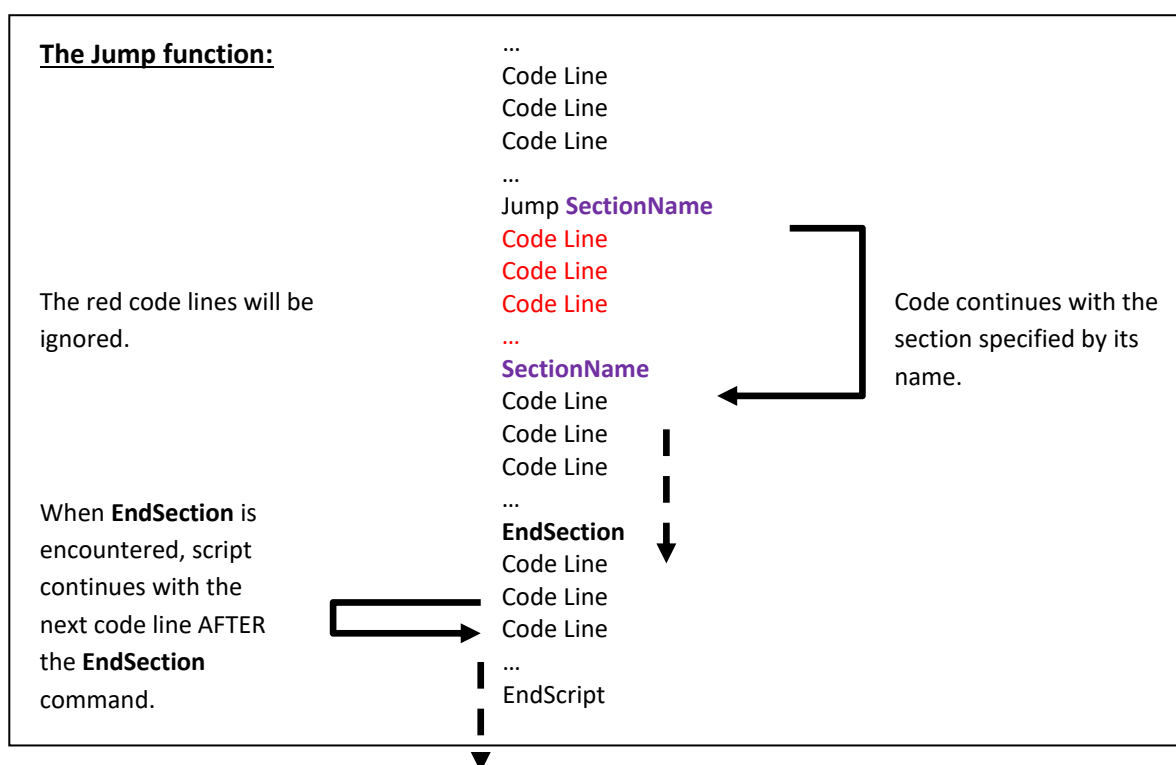 The Jump function:
…
Code Line
Code Line
Code Line
…
Jump SectionName
Code Line
Code Line
Code Line
…
The red code lines will be
ignored.
Code continues with the
section specified by its
name.
SectionName
Code Line
Code Line
Code Line
…
EndSection
When EndSection is
encountered, script
continues with the
next code line AFTER
the EndSection
command.
Code Line
Code Line
Code Line
…
EndScript